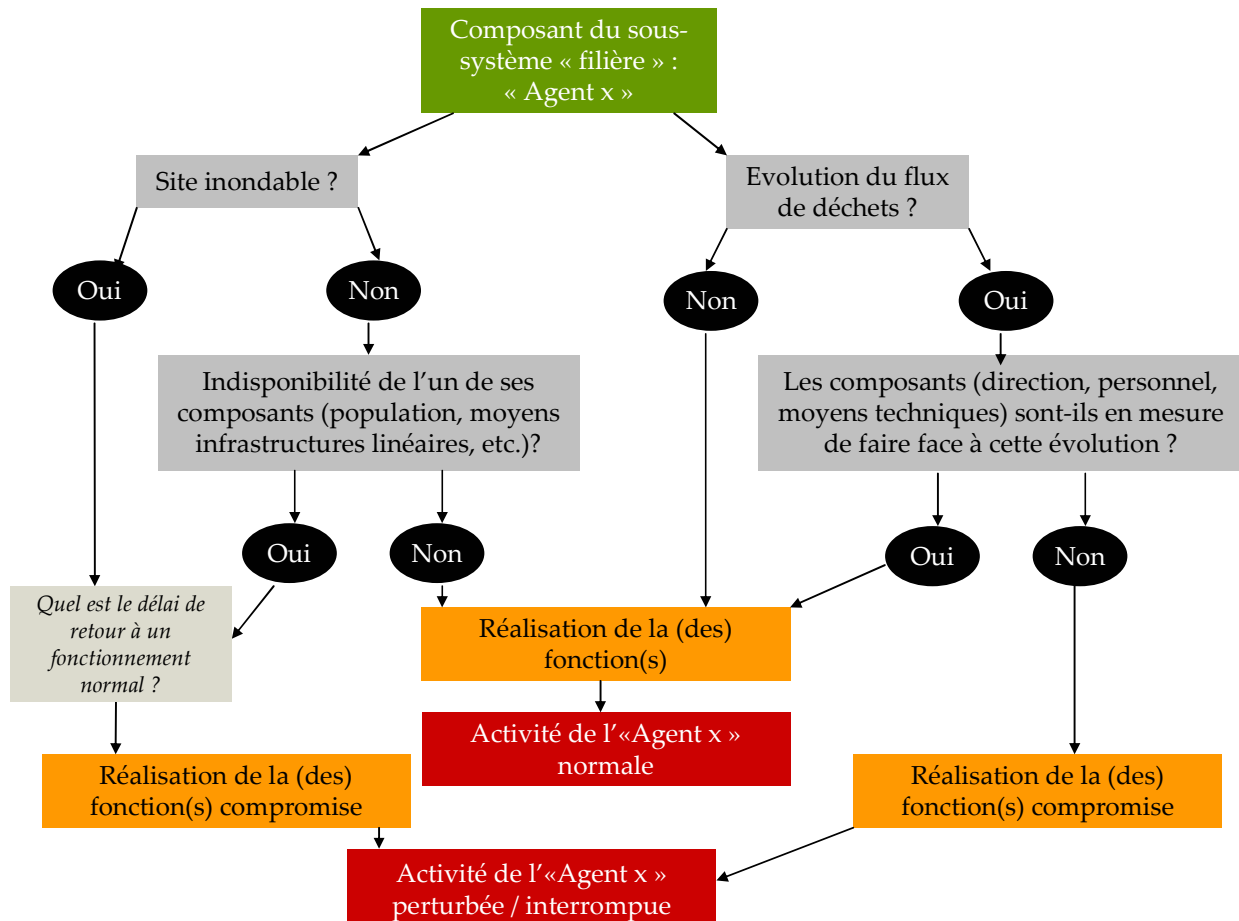 Composant du sous-
système « filière » :
« Agent x »
Site inondable ?
Evolution du flux
de déchets ?
Oui
Non
Non
Oui
Indisponibilité de l’un de ses
composants (population, moyens
infrastructures linéaires, etc.)?
Les composants (direction, personnel,
moyens techniques) sont-ils en mesure
de faire face à cette évolution ?
Oui
Non
Oui
Non
Quel est le délai de
retour à un
fonctionnement
normal ?
Réalisation de la (des)
fonction(s)
Activité de l’«Agent x »
normale
Réalisation de la (des)
fonction(s) compromise
Réalisation de la (des)
fonction(s) compromise
Activité de l’«Agent x »
perturbée / interrompue